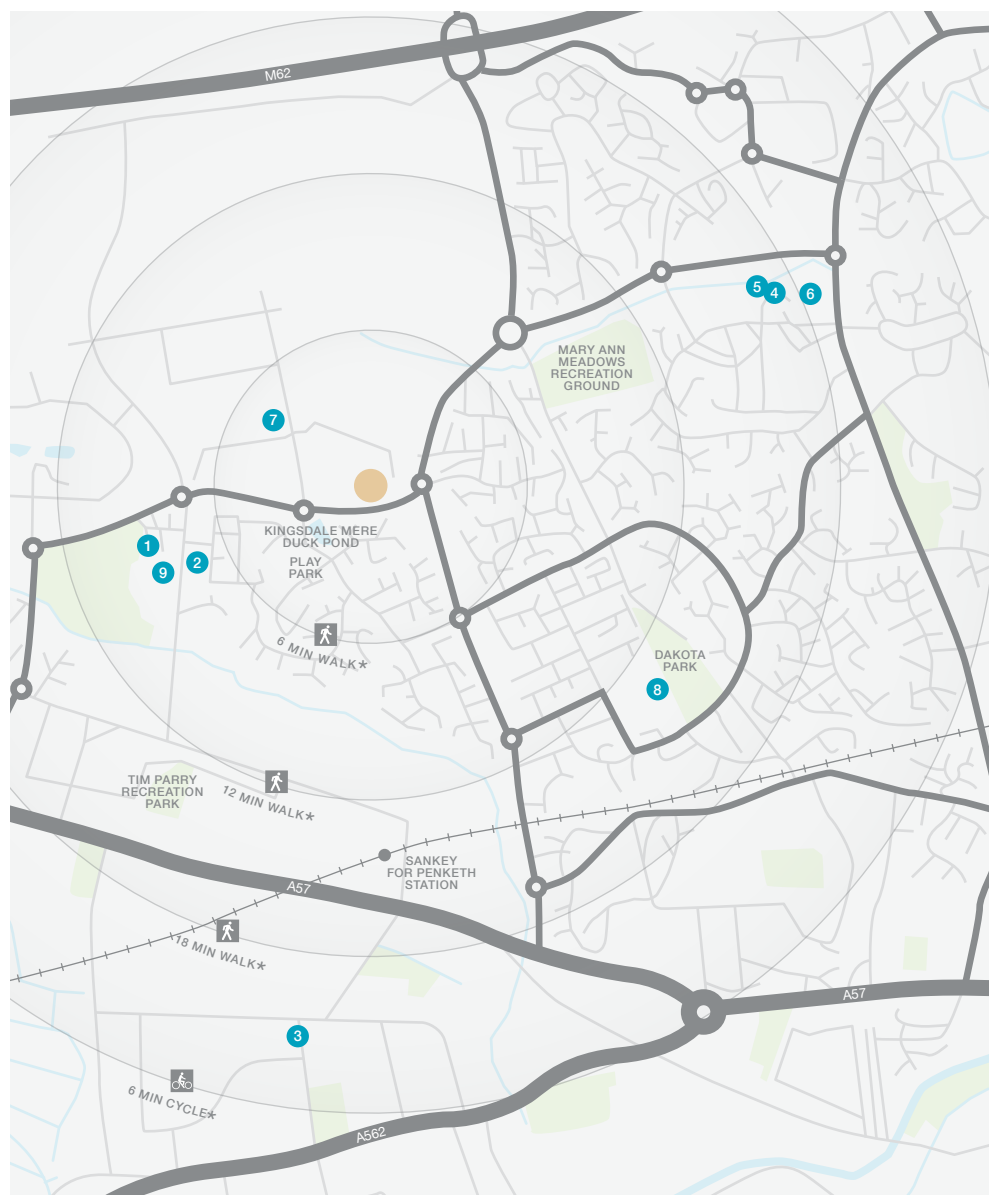 M62
5
4
6
MARY ANN
MEADOWS
RECREATION
GROUND
7
KINGSDALE MERE
DUCK POND
PLAY
PARK
1
2
9
6 MIN WALK*
DAKOTA
PARK
8
TIM PARRY
RECREATION
PARK
12 MIN WALK*
SANKEY
FOR PENKETH
STATION
A57
18 MIN WALK*
A57
3
6 MIN CYCLE*
A562